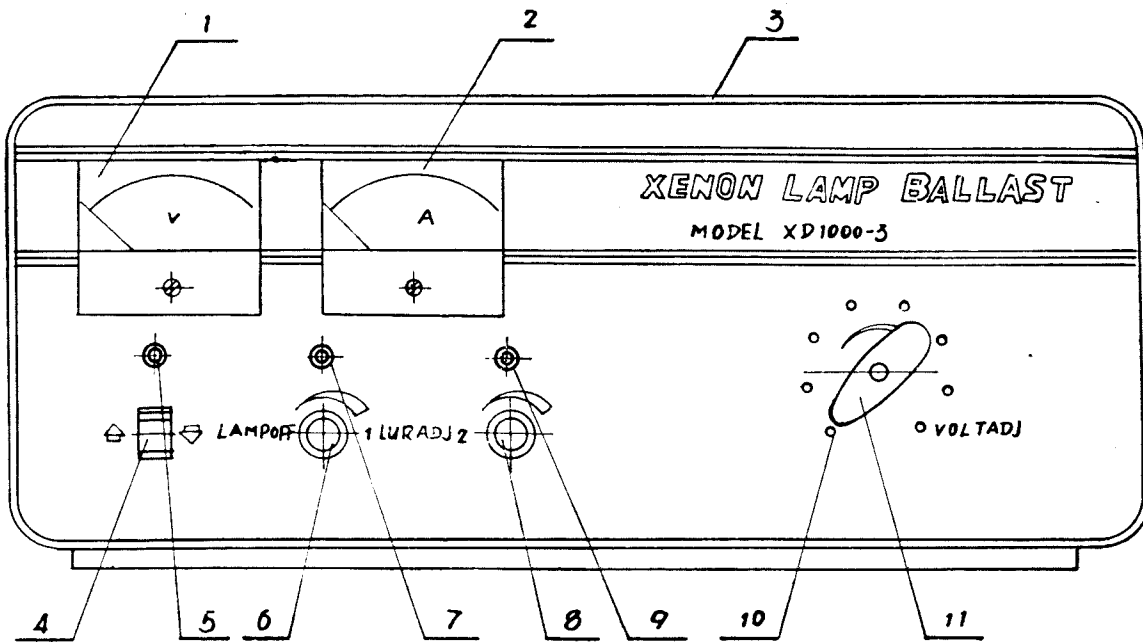 1 2 3
XENON LAMP BALLAST
MODEL XD1000-3
V A
LAMPOFF 1 LURADJ 2
VOLTADJ
4 5 6 7 8 9 10 11